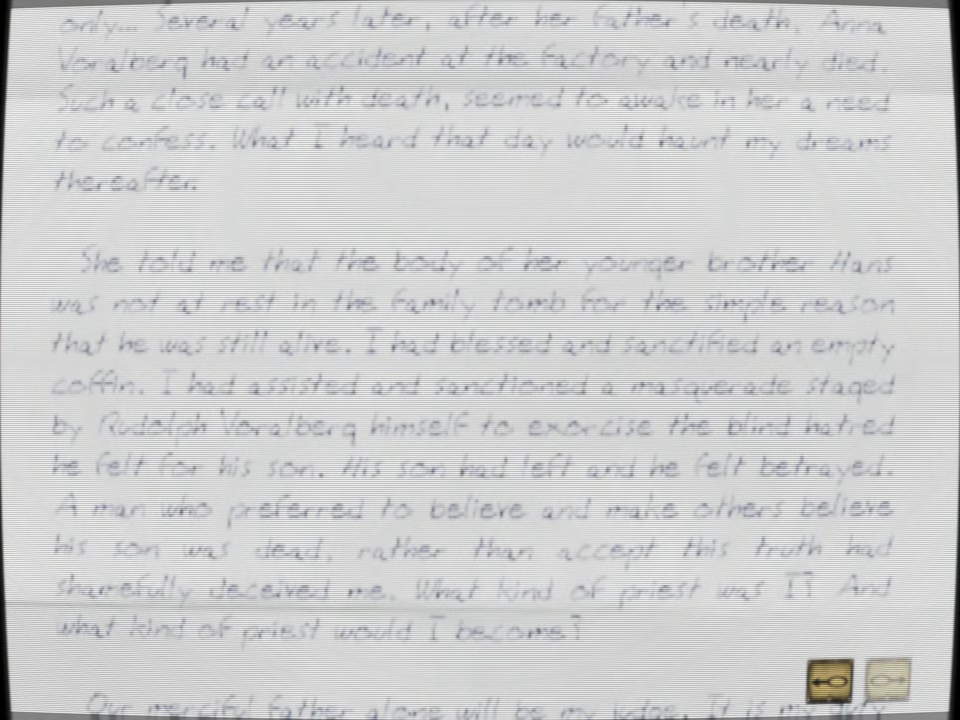 only... Several years later, after her father's death, Anna
Voralberg had an accident at the factory and nearly died.
Such a close call with death, seemed to awake in her a need
to confess. What I heard that day would haunt my dreams
thereafter.
She told me that the body of her younger brother Hans
was not at rest in the family tomb for the simple reason
that he was still alive. I had blessed and sanctified an empty
coffin. I had assisted and sanctioned a masquerade staged
by Rudolph Voralberg himself to exorcise the blind hatred
he felt for his son. His son had left and he felt betrayed.
A man who preferred to believe and make others believe
his son was dead, rather than accept this truth had
shamefully deceived me. What kind of priest was I? And
what kind of priest would I become?
Our merciful Father alone will be my judge. It is my duty